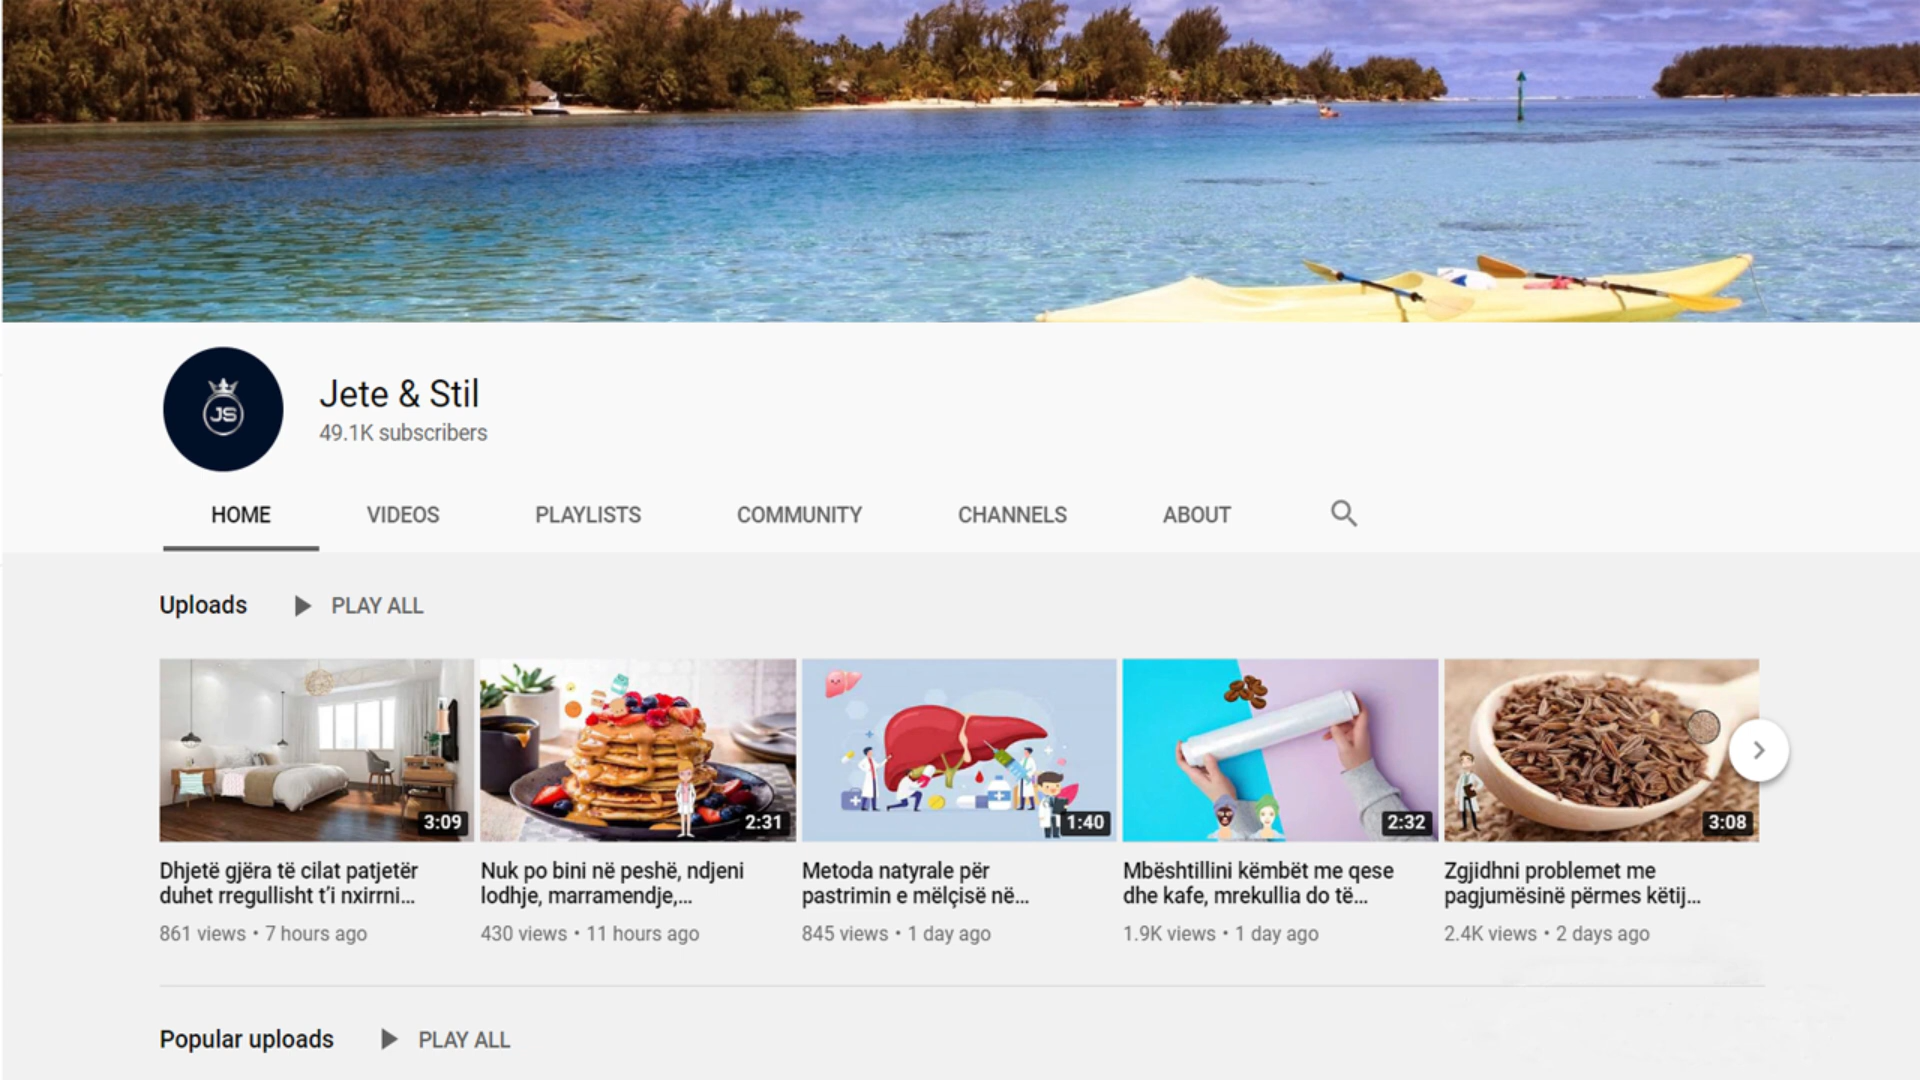 JS
Jete & Stil
49.1K subscribers
HOME VIDEOS PLAYLISTS COMMUNITY CHANNELS ABOUT
Uploads PLAY ALL
3:09
2:31
1:40
2:32
3:08
Dhjetë gjëra të cilat patjetër
duhet rregullisht t'i nxirrni...
861 views • 7 hours ago
Nuk po bini në peshë, ndjeni
lodhje, marramendje,...
430 views • 11 hours ago
Metoda natyrale për
pastrimin e mëlçisë në...
845 views • 1 day ago
Mbështillini këmbët me qese
dhe kafe, mrekullia do të...
1.9K views • 1 day ago
Zgjidhni problemet me
pagjumësinë përmes këtij...
2.4K views • 2 days ago
Popular uploads PLAY ALL